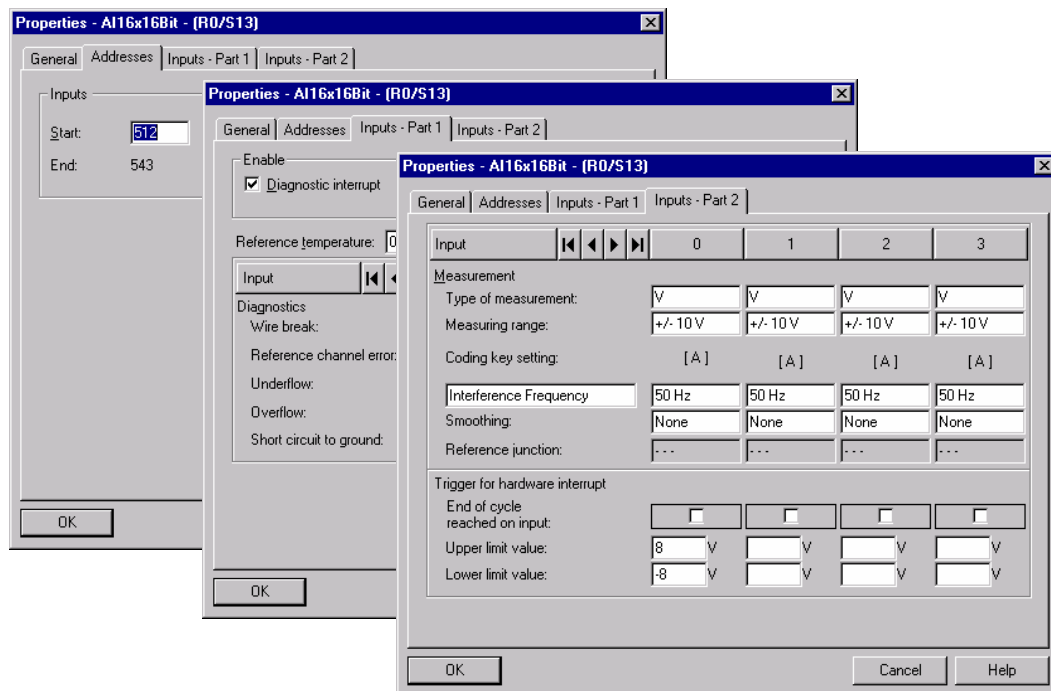 Properties - AI16x16Bit - (R0/S13)
General Addresses Inputs - Part 1 Inputs - Part 2
Inputs
Start: 512
End: 543
OK
Properties - AI16x16Bit - (R0/S13)
General Addresses Inputs - Part 1 Inputs - Part 2
Enable
Diagnostic interrupt
Reference temperature: 0
Input
Diagnostics
Wire break:
Reference channel error:
Underflow:
Overflow:
Short circuit to ground:
OK
Properties - AI16x16Bit - (R0/S13)
General Addresses Inputs - Part 1 Inputs - Part 2
Input 0 1 2 3
Measurement
Type of measurement: V V V V
Measuring range: +/- 10 V +/- 10 V +/- 10 V +/- 10 V
Coding key setting: [ A ] [ A ] [ A ] [ A ]
Interference Frequency 50 Hz 50 Hz 50 Hz 50 Hz
Smoothing: None None None None
Reference junction: - - - - - - - - - - - -
Trigger for hardware interrupt
End of cycle
reached on input:
Upper limit value: 8 V V V V
Lower limit value: -8 V V V V
OK Cancel Help